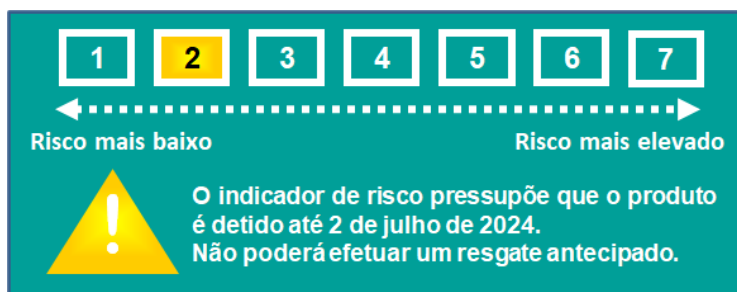 1 2 3 4 5 6 7
Risco mais baixo Risco mais elevado
O indicador de risco pressupõe que o produto
é detido até 2 de julho de 2024.
Não poderá efetuar um resgate antecipado.